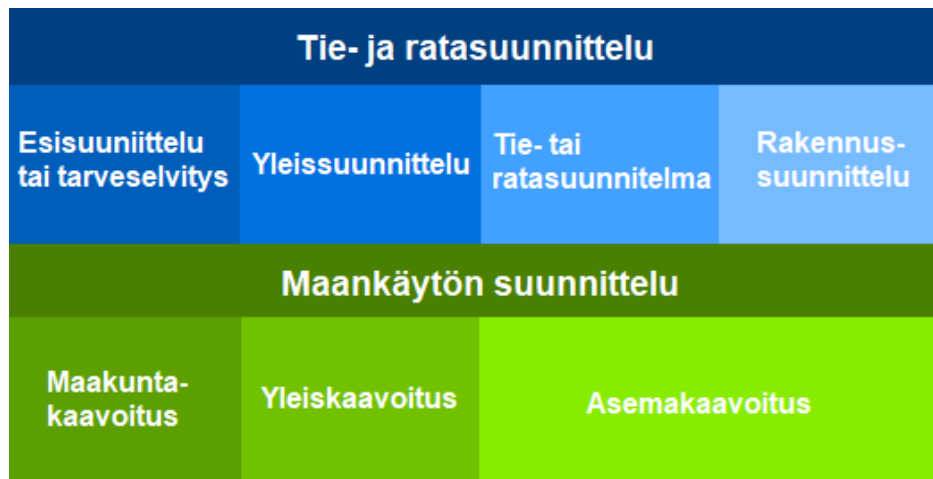 Tie- ja ratasuunnittelu
Esisuuniittelu
tai tarveselvitys
Yleissuunnittelu
Tie- tai
ratasuunnitelma
Rakennus-
suunnittelu
Maankäytön suunnittelu
Maakunta-
kaavoitus
Yleiskaavoitus
Asemakaavoitus